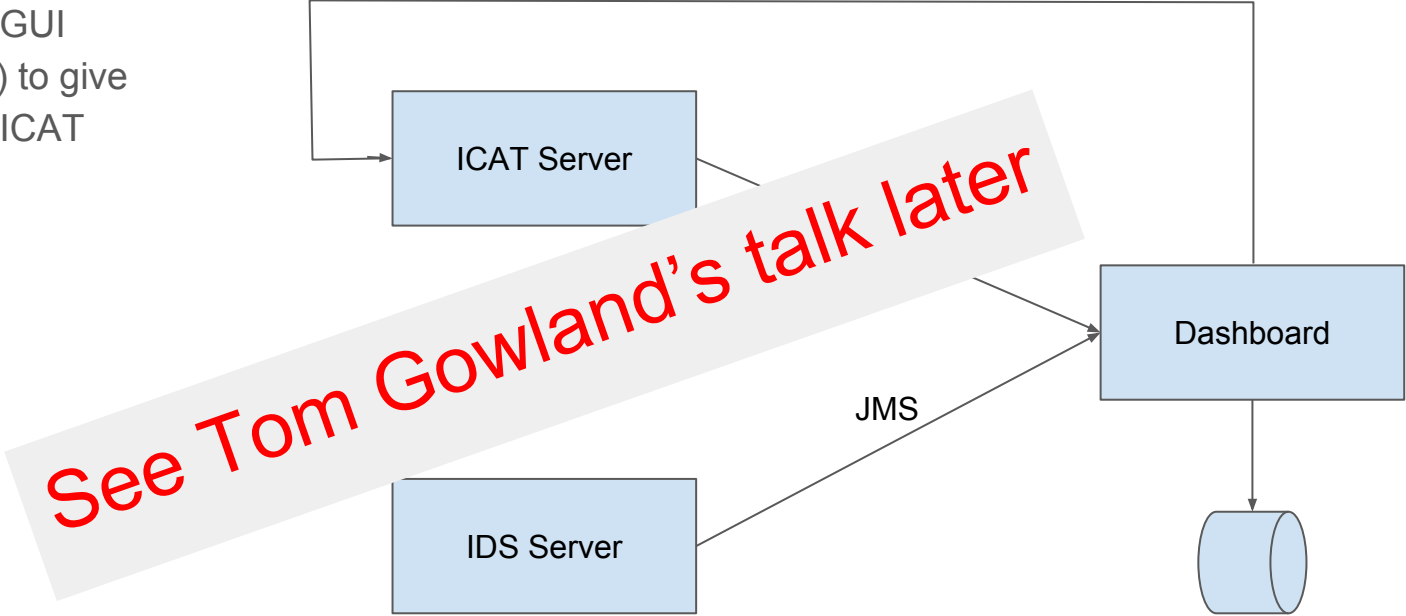 GUI
) to give
ICAT
ICAT Server
See Tom Gowland’s talk later
Dashboard
JMS
IDS Server